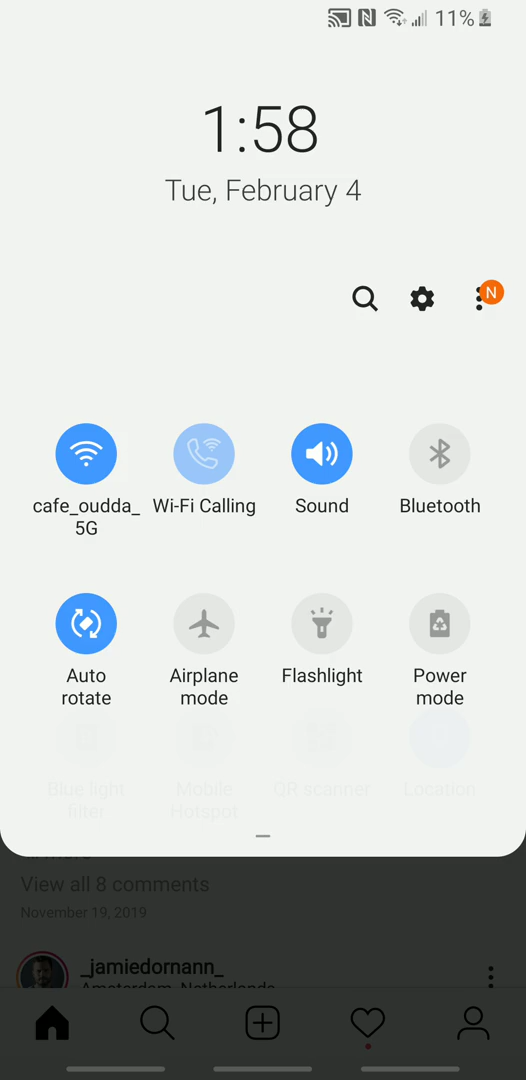 11%
1:58
Tue, February 4
N
cafe_oudda_
5G
Wi-Fi Calling
Sound
Bluetooth
Auto
rotate
Airplane
mode
Flashlight
Power
mode
Blue light
filter
Mobile
Hotspot
QR scanner
Location
View all 8 comments
November 19, 2019
_jamiedornann_
Amsterdam, Netherlands